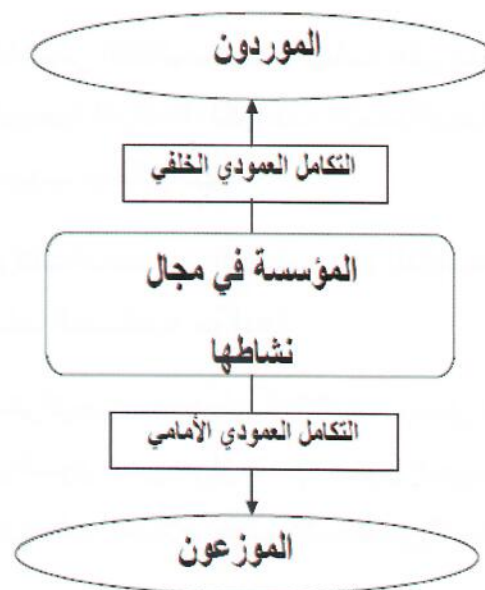 الموردون
التكامل العمودي الخلفي
المؤسسة في مجال
نشاطها
التكامل العمودي الأمامي
الموزعون